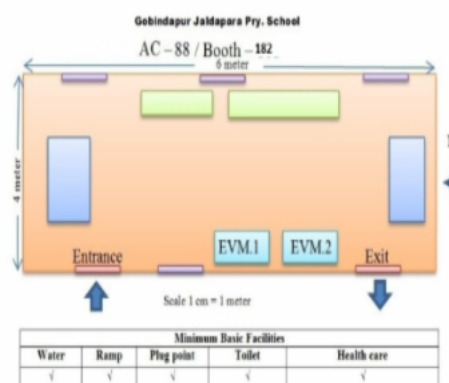 Gobindapur Jaldapara Pry. School
AC – 88 / Booth – 182
6 meter
4 meter
EVM.1 EVM.2
Entrance Exit
Scale 1 cm = 1 meter
Minimum Basic Facilities
Water Ramp Plug point Toilet Health care
√ √ √ √ √